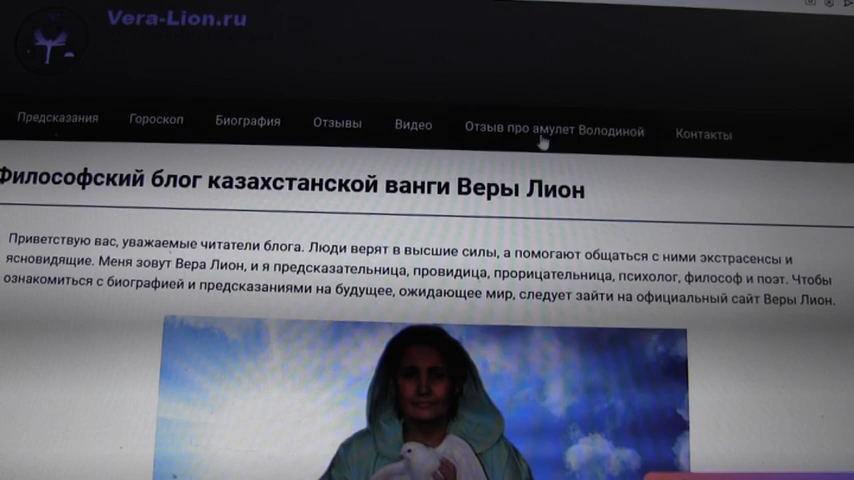 Vera-Lion.ru
Предсказания Гороскоп Биография Отзывы Видео Отзыв про амулет Володиной Контакты
Философский блог казахстанской ванги Веры Лион
Приветствую вас, уважаемые читатели блога. Люди верят в высшие силы, а помогают общаться с ними экстрасенсы и
ясновидящие. Меня зовут Вера Лион, и я предсказательница, провидица, прорицательница, психолог, философ и поэт. Чтобы
ознакомиться с биографией и предсказаниями на будущее, ожидающее мир, следует зайти на официальный сайт Веры Лион.